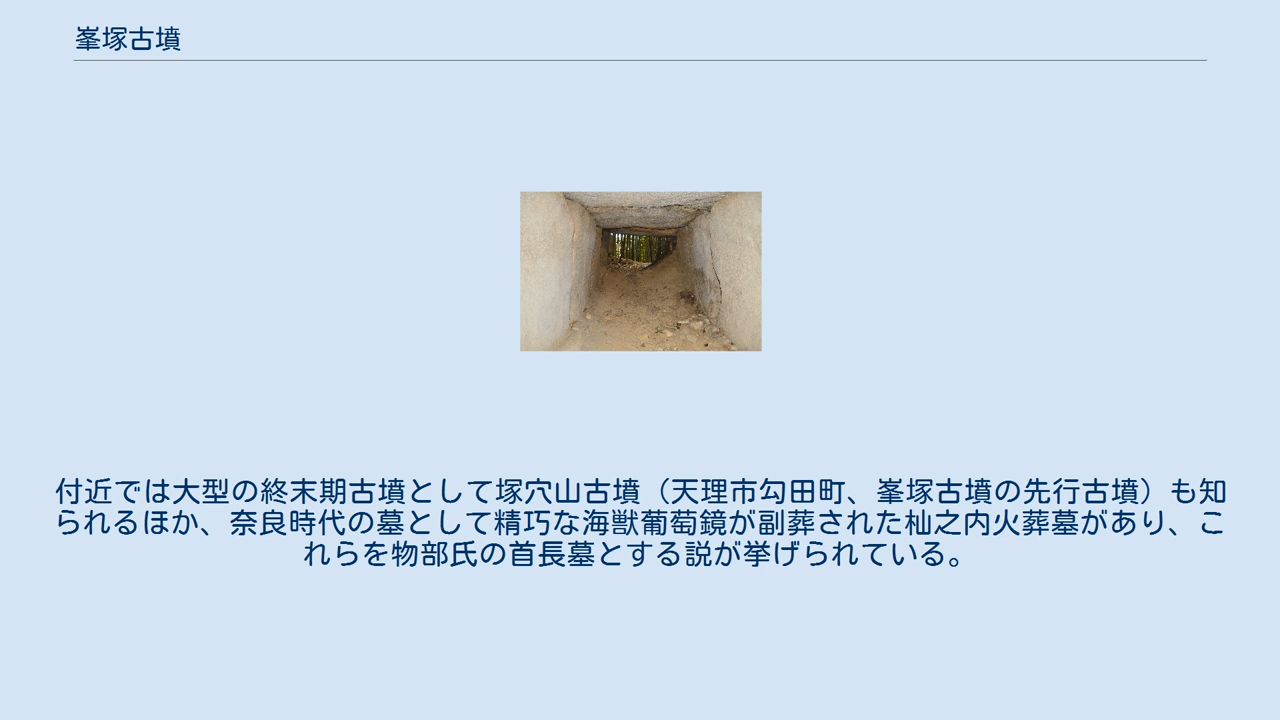 峯塚古墳
付近では大型の終末期古墳として塚穴山古墳（天理市勾田町、峯塚古墳の先行古墳）も知
られるほか、奈良時代の墓として精巧な海獣葡萄鏡が副葬された杣之内火葬墓があり、こ
れらを物部氏の首長墓とする説が挙げられている。